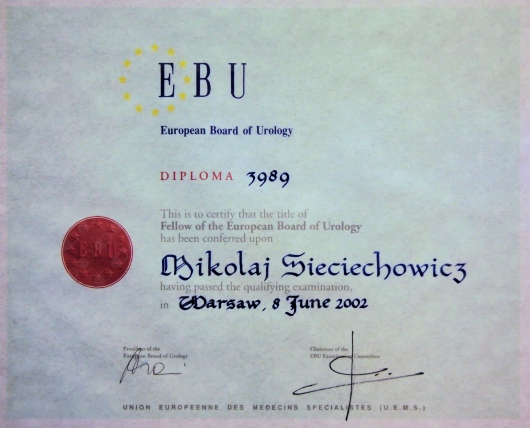 EBU
European Board of Urology
DIPLOMA 3989
This is to certify that the title of
Fellow of the European Board of Urology
has been conferred upon
Mikolaj Sieciechowicz
having passed the qualifying examination,
in Warsaw, 8 June 2002
EBU
President of the
European Board of Urology
Chairman of the
EBU Examination Committee
UNION EUROPEENNE DES MEDECINS SPECIALISTES (U.E.M.S.)